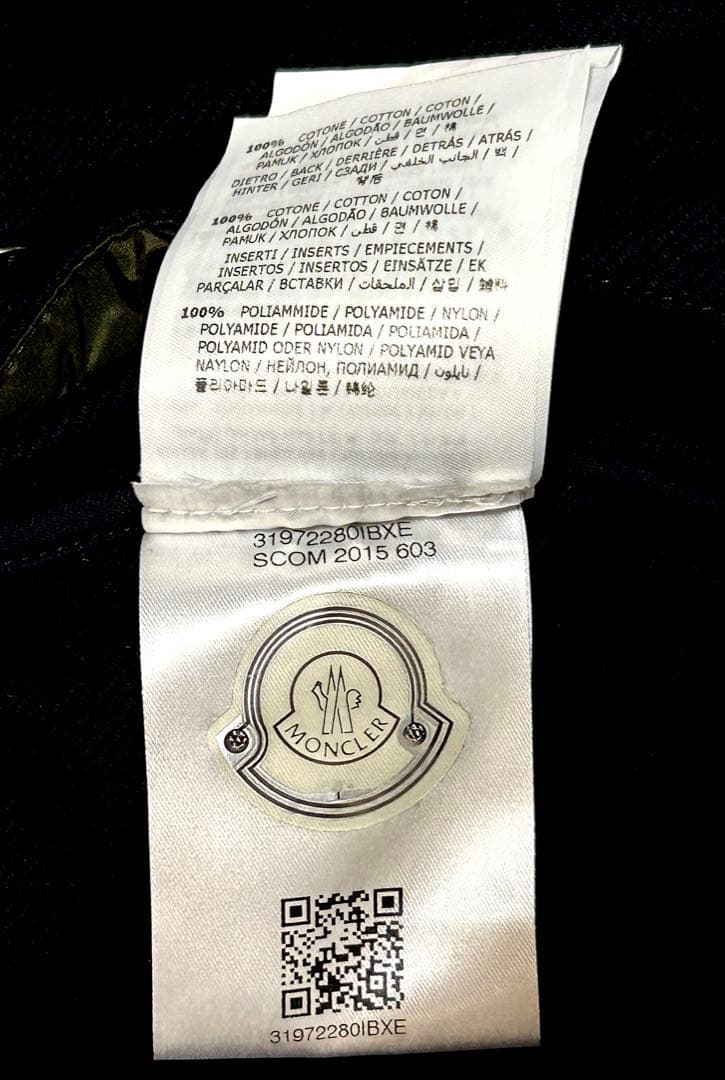 100% COTONE / COTTON / COTON /
ALGODÓN / ALGODÃO / BAUMWOLLE /
PAMUK / ХЛОПОК / قطن / 면 / 棉
DIETRO / BACK / DERRIÈRE / DETRÁS / ATRÁS /
HINTER / GERİ / СЗАДИ / الجانب الخلفي / 백 /
背后
100% COTONE / COTTON / COTON /
ALGODÓN / ALGODÃO / BAUMWOLLE /
PAMUK / ХЛОПОК / قطن / 면 / 棉
INSERTI / INSERTS / EMPIECEMENTS /
INSERTOS / INSERTOS / EINSÄTZE / EK
PARÇALAR / ВСТАВКИ / الملحقات / 삽입 / 辅料
100% POLIAMMIDE / POLYAMIDE / NYLON /
POLYAMIDE / POLIAMIDA / POLIAMIDA /
POLYAMID ODER NYLON / POLYAMID VEYA
NAYLON / НЕЙЛОН, ПОЛИАМИД / نايلون /
폴리아마드 / 나일론 /
31972280IBXE
SCOM 2015 603
MONCLER
31972280IBXE